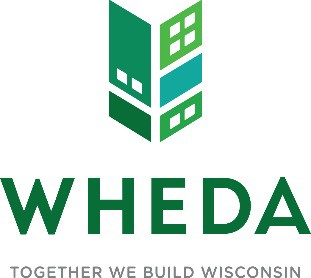 WHEDA
TOGETHER WE BUILD WISCONSIN